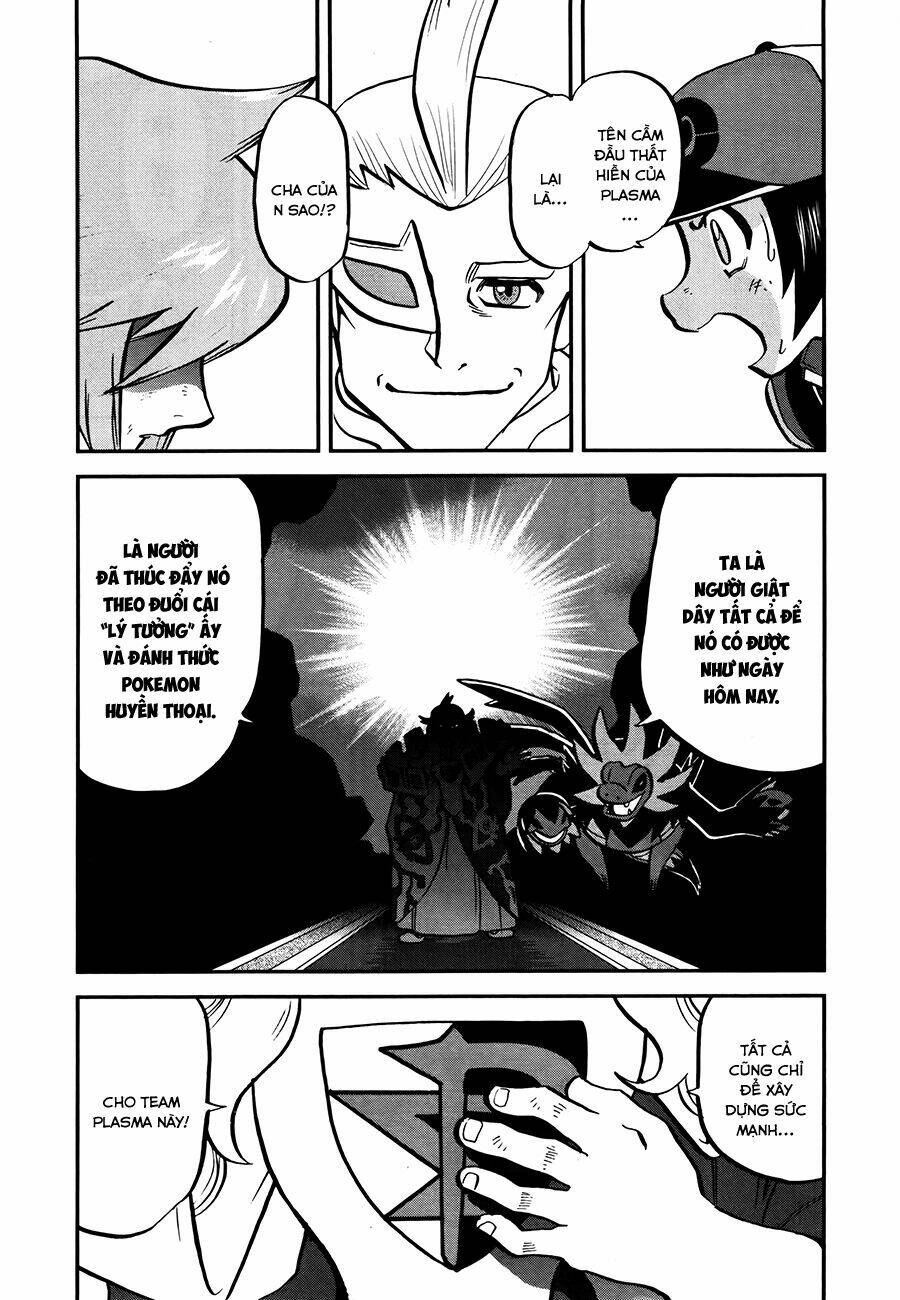 TÊN CẦM
ĐẦU THẤT
HIỀN CỦA
PLASMA
...
LẠI
LÀ...
CHA CỦA
N SAO!?
TA LÀ
NGƯỜI GIẬT
DÂY TẤT CẢ ĐỂ
NÓ CÓ ĐƯỢC
NHƯ NGÀY
HÔM NAY.
LÀ NGƯỜI
ĐÃ THÚC ĐẨY NÓ
THEO ĐUỔI CÁI
“LÝ TƯỞNG” ẤY
VÀ ĐÁNH THỨC
POKEMON
HUYỀN THOẠI.
TẤT CẢ
CŨNG CHỈ
ĐỂ XÂY
DỰNG SỨC
MẠNH...
CHO TEAM
PLASMA NÀY!